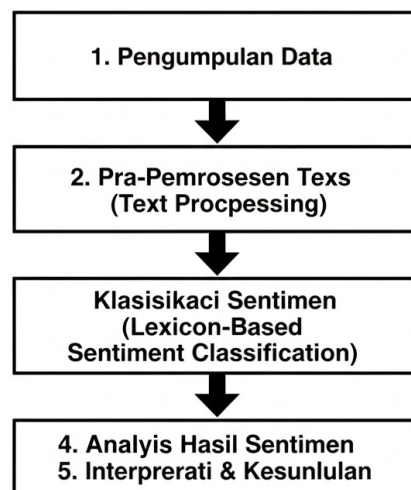 1. Pengumpulan Data
2. Pra-Pemrosesen Texs
(Text Procpessing)
Klasisikaci Sentimen
(Lexicon-Based
Sentiment Classification)
4. Analyis Hasil Sentimen
5. Interprerati & Kesunlulan